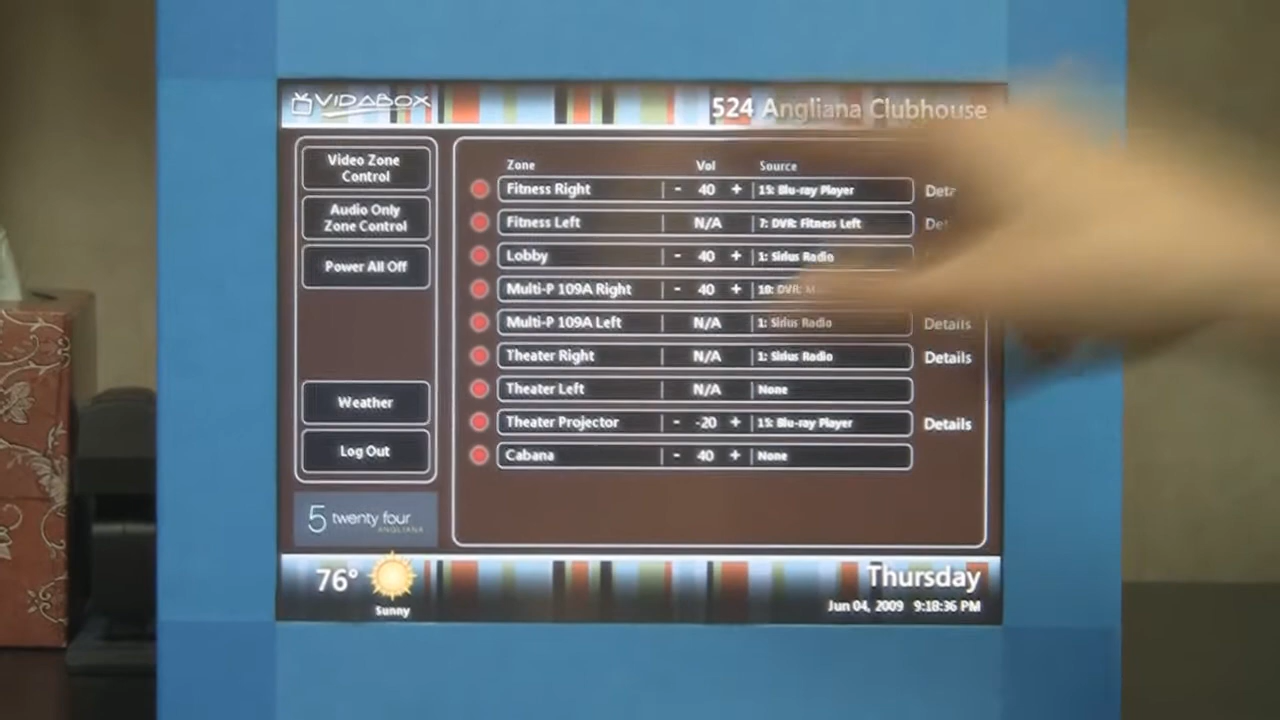 VIDABOX
524 Angliana Clubhouse
Video Zone
Control
Audio Only
Zone Control
Power All Off
Weather
Log Out
5 twenty four
ANGLIANA
Zone Vol Source
Fitness Right - 40 + 15: Blu-ray Player
Fitness Left N/A 7: DVR: Fitness Left
Lobby - 40 + 1: Sirius Radio
Multi-P 109A Right - 40 + 10: DVR:
Multi-P 109A Left N/A 1: Sirius Radio Details
Theater Right N/A 1: Sirius Radio Details
Theater Left N/A None
Theater Projector - -20 + 15: Blu-ray Player Details
Cabana - 40 + None
76°
Sunny
Thursday
Jun 04, 2009 9:18:36 PM